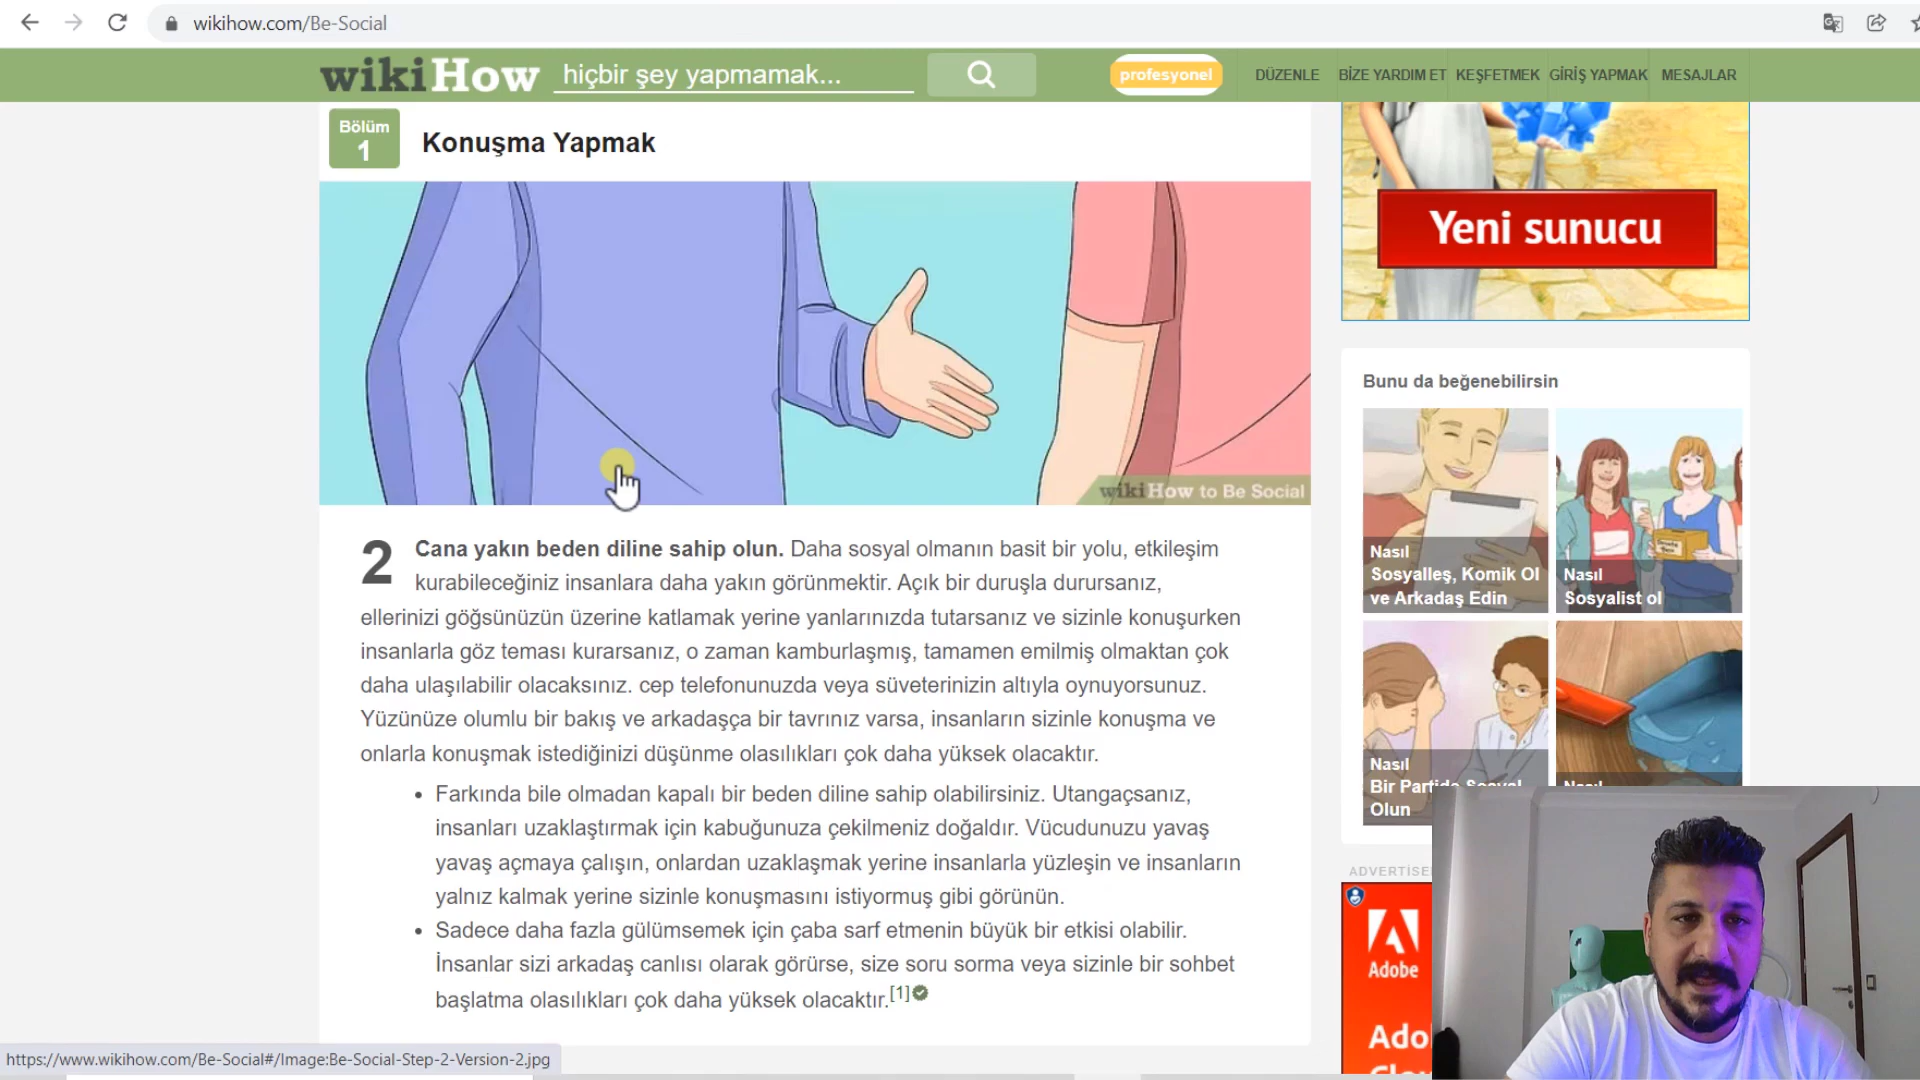 wikihow.com/Be-Social
wikiHow
hiçbir şey yapmamak...
profesyonel
DÜZENLE
BİZE YARDIM ET
KEŞFETMEK
GİRİŞ YAPMAK
MESAJLAR
Bölüm
1
Konuşma Yapmak
wikiHow to Be Social
2
Cana yakın beden diline sahip olun. Daha sosyal olmanın basit bir yolu, etkileşim
kurabileceğiniz insanlara daha yakın görünmektir. Açık bir duruşla durursanız,
ellerinizi göğsünüzün üzerine katlamak yerine yanlarınızda tutarsanız ve sizinle konuşurken
insanlarla göz teması kurarsanız, o zaman kamburlaşmış, tamamen emilmiş olmaktan çok
daha ulaşılabilir olacaksınız. cep telefonunuzda veya süveterinizin altıyla oynuyorsunuz.
Yüzünüze olumlu bir bakış ve arkadaşça bir tavrınız varsa, insanların sizinle konuşma ve
onlarla konuşmak istediğinizi düşünme olasılıkları çok daha yüksek olacaktır.
• Farkında bile olmadan kapalı bir beden diline sahip olabilirsiniz. Utangaçsanız,
insanları uzaklaştırmak için kabuğunuza çekilmeniz doğaldır. Vücudunuzu yavaş
yavaş açmaya çalışın, onlardan uzaklaşmak yerine insanlarla yüzleşin ve insanların
yalnız kalmak yerine sizinle konuşmasını istiyormuş gibi görünün.
• Sadece daha fazla gülümsemek için çaba sarf etmenin büyük bir etkisi olabilir.
İnsanlar sizi arkadaş canlısı olarak görürse, size soru sorma veya sizinle bir sohbet
başlatma olasılıkları çok daha yüksek olacaktır.[1]
Yeni sunucu
Bunu da beğenebilirsin
Nasıl
Sosyalleş, Komik Ol
ve Arkadaş Edin
Nasıl
Sosyalist ol
Nasıl
Bir Partide Sosyal
Olun
Adobe
https://www.wikihow.com/Be-Social#/Image:Be-Social-Step-2-Version-2.jpg